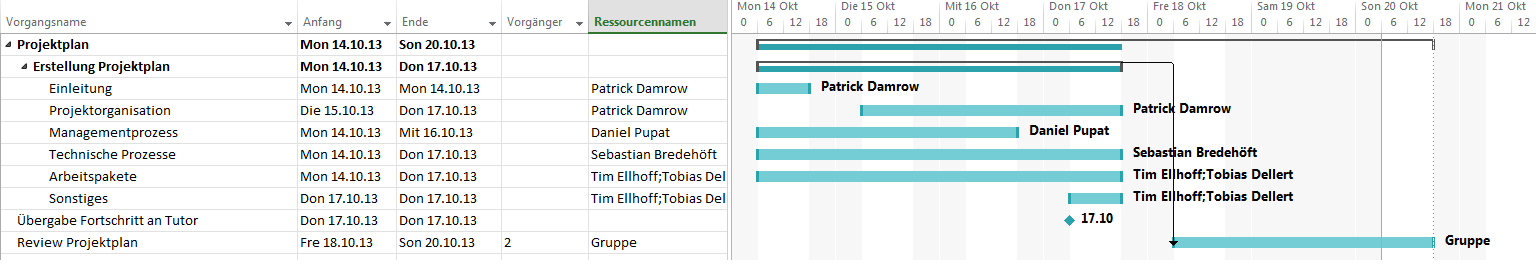 Mon 14 Okt Die 15 Okt Mit 16 Okt Don 17 Okt Fre 18 Okt Sam 19 Okt Son 20 Okt Mon 21 Okt
Vorgangsname Anfang Ende Vorgänger Ressourcennamen 0 6 12 18 0 6 12 18 0 6 12 18 0 6 12 18 0 6 12 18 0 6 12 18 0 6 12 18 0 6 12 18
Projektplan Mon 14.10.13 Son 20.10.13
Erstellung Projektplan Mon 14.10.13 Don 17.10.13
Einleitung Mon 14.10.13 Mon 14.10.13 Patrick Damrow Patrick Damrow
Projektorganisation Die 15.10.13 Don 17.10.13 Patrick Damrow Patrick Damrow
Managementprozess Mon 14.10.13 Mit 16.10.13 Daniel Pupat Daniel Pupat
Technische Prozesse Mon 14.10.13 Don 17.10.13 Sebastian Bredehöft Sebastian Bredehöft
Arbeitspakete Mon 14.10.13 Don 17.10.13 Tim Ellhoff;Tobias Del Tim Ellhoff;Tobias Dellert
Sonstiges Don 17.10.13 Don 17.10.13 Tim Ellhoff;Tobias Del Tim Ellhoff;Tobias Dellert
Übergabe Fortschritt an Tutor Don 17.10.13 Don 17.10.13 17.10
Review Projektplan Fre 18.10.13 Son 20.10.13 2 Gruppe Gruppe